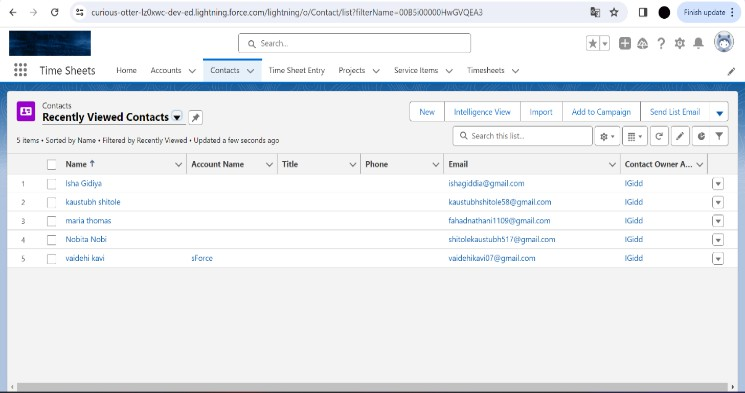 curious-otter-lz0xwc-dev-ed.lightning.force.com/lightning/o/Contact/list?filterName=00B5i00000HwGVQEA3 Finish update
Search...
Time Sheets Home Accounts Contacts Time Sheet Entry Projects Service Items Timesheets
Contacts
Recently Viewed Contacts
New Intelligence View Import Add to Campaign Send List Email
5 items • Sorted by Name • Filtered by Recently Viewed • Updated a few seconds ago
Search this list...
Name Account Name Title Phone Email Contact Owner A...
1 Isha Gidiya ishagiddia@gmail.com IGidd
2 kaustubh shitole kaustubhshitole58@gmail.com IGidd
3 maria thomas fahadnathani1109@gmail.com IGidd
4 Nobita Nobi shitolekaustubh517@gmail.com IGidd
5 vaidehi kavi sForce vaidehikavi07@gmail.com IGidd